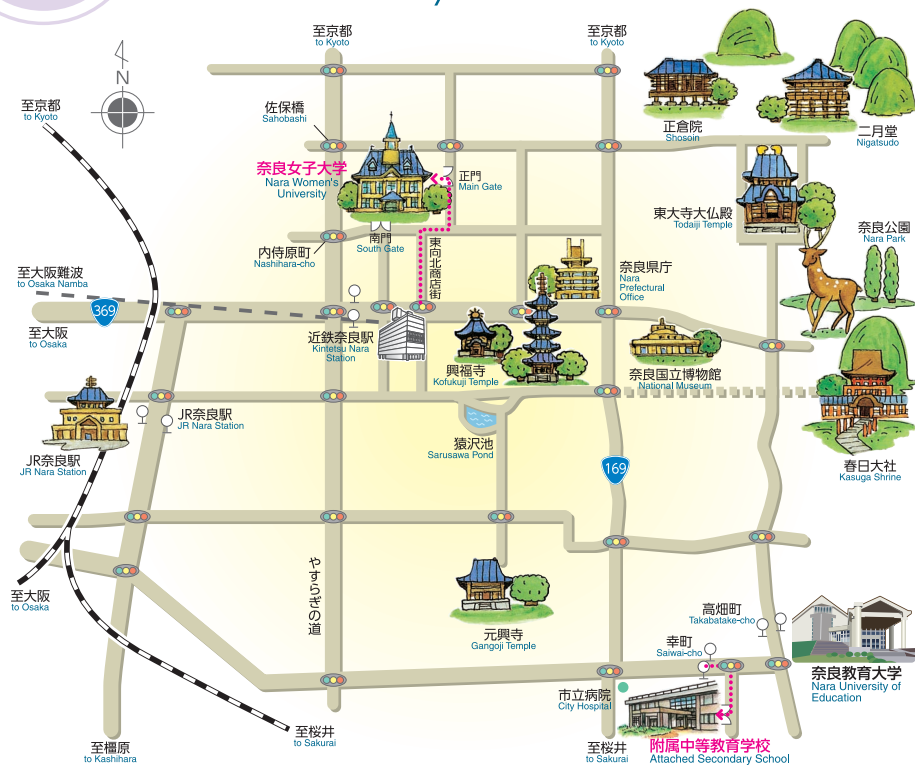 至京都
to Kyoto
至京都
to Kyoto
N
至京都
to Kyoto
佐保橋
Sahobashi
正倉院
Shosoin
二月堂
Nigatsudo
奈良女子大学
Nara Women's
University
正門
Main Gate
東大寺大仏殿
Todaiji Temple
奈良公園
Nara Park
南門
South Gate
内侍原町
Nashihara-cho
東向北商店街
奈良県庁
Nara
Prefectural
Office
至大阪難波
to Osaka Namba
369
至大阪
to Osaka
近鉄奈良駅
Kintetsu Nara
Station
興福寺
Kofukuji Temple
奈良国立博物館
National Museum
JR奈良駅
JR Nara Station
JR奈良駅
JR Nara Station
猿沢池
Sarusawa Pond
169
春日大社
Kasuga Shrine
やすらぎの道
至大阪
to Osaka
元興寺
Gangoji Temple
高畑町
Takabatake-cho
幸町
Saiwai-cho
奈良教育大学
Nara University of
Education
市立病院
City Hospital
至橿原
to Kashihara
至桜井
to Sakurai
至桜井
to Sakurai
附属中等教育学校
Attached Secondary School